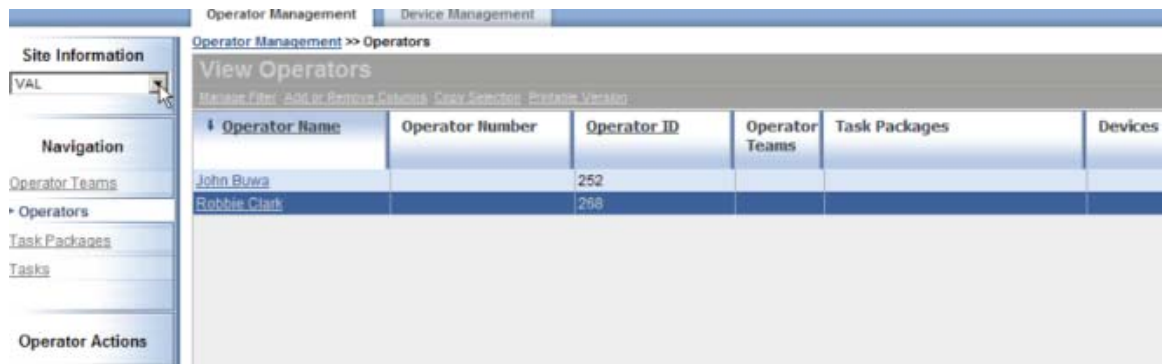 Operator Management Device Management
Site Information
VAL
Operator Management >> Operators
View Operators
Manage Filter Add or Remove Columns Copy Selection Printable Version
Operator Name Operator Number Operator ID Operator Teams Task Packages Devices
John Buwa 252
Robbie Clark 268
Navigation
Operator Teams
Operators
Task Packages
Tasks
Operator Actions